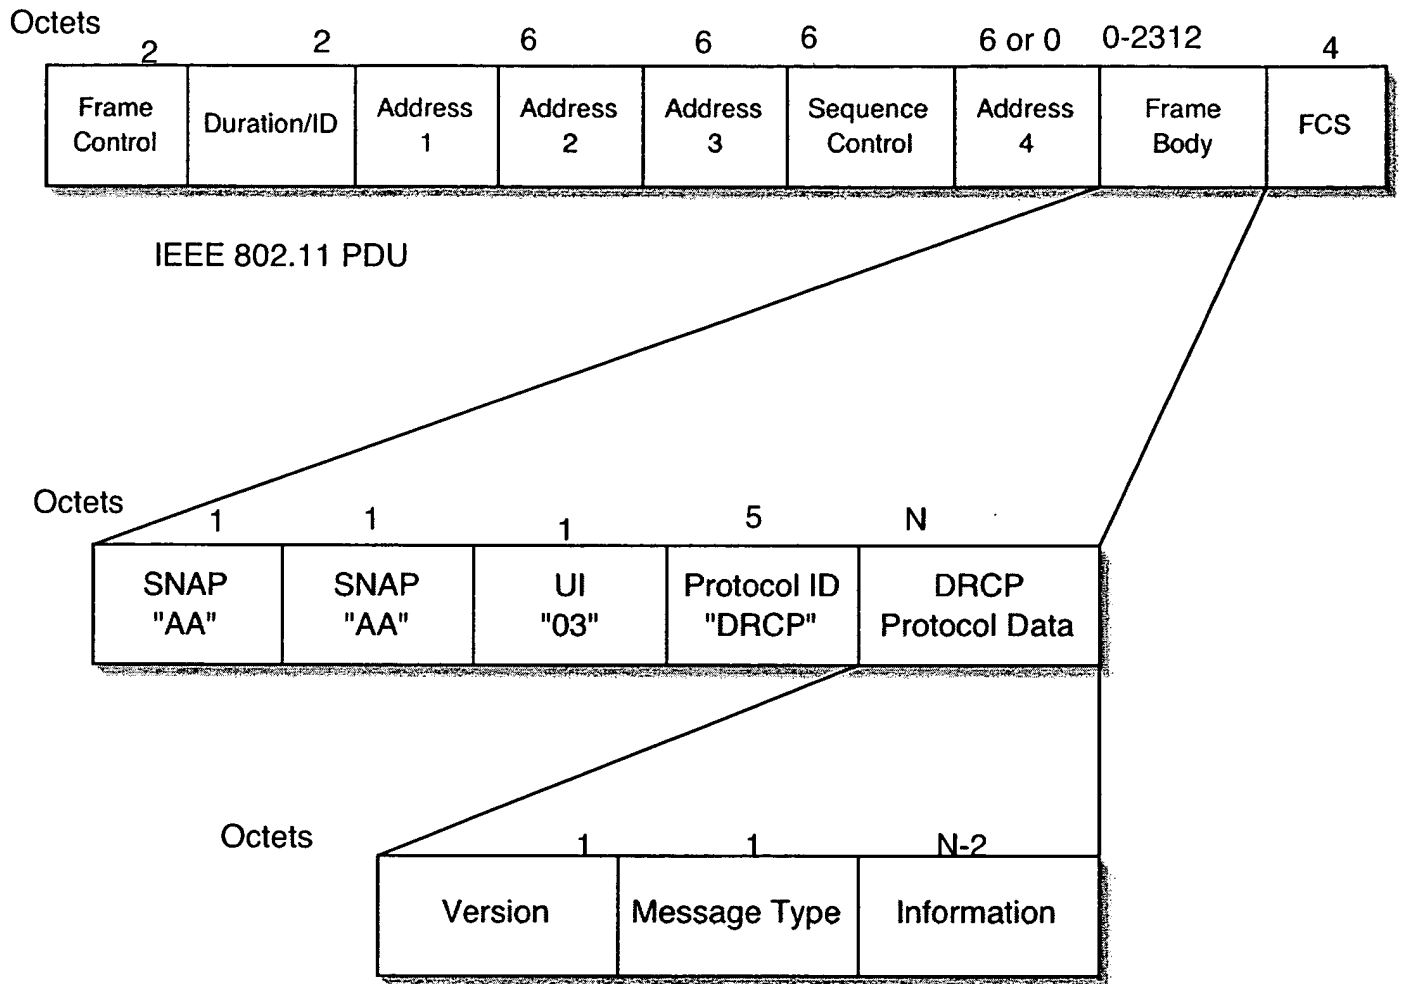 Octets
2 2 6 6 6 6 or 0 0-2312 4
Frame Control Duration/ID Address 1 Address 2 Address 3 Sequence Control Address 4 Frame Body FCS
IEEE 802.11 PDU
Octets
1 1 1 5 N
SNAP "AA" SNAP "AA" UI "03" Protocol ID "DRCP" DRCP Protocol Data
Octets
1 1 N-2
Version Message Type Information